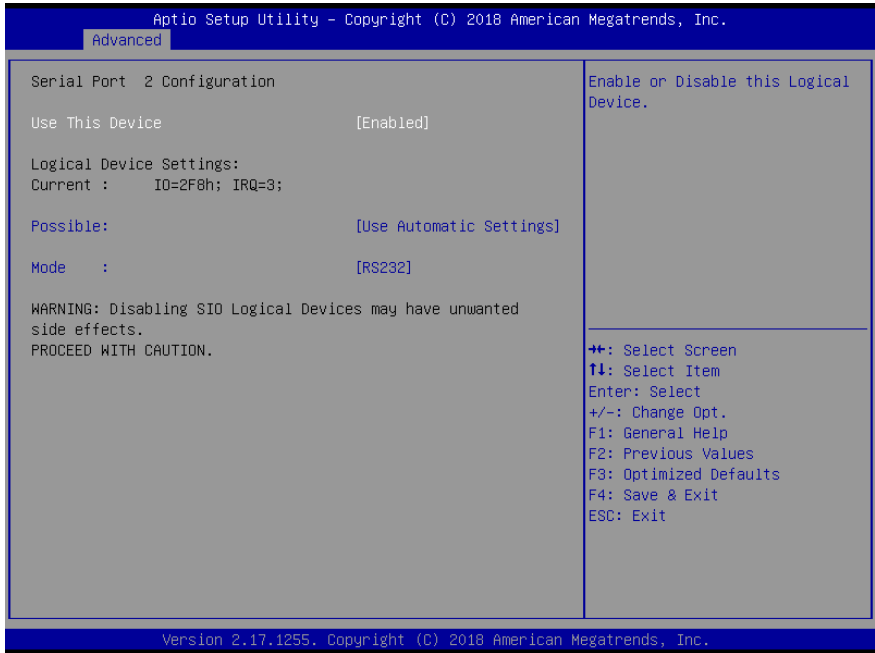 Aptio Setup Utility – Copyright (C) 2018 American Megatrends, Inc.
Advanced
Serial Port 2 Configuration
Use This Device [Enabled]
Logical Device Settings:
Current : IO=2F8h; IRQ=3;
Possible: [Use Automatic Settings]
Mode : [RS232]
WARNING: Disabling SIO Logical Devices may have unwanted
side effects.
PROCEED WITH CAUTION.
Enable or Disable this Logical
Device.
→←: Select Screen
↑↓: Select Item
Enter: Select
+/-: Change Opt.
F1: General Help
F2: Previous Values
F3: Optimized Defaults
F4: Save & Exit
ESC: Exit
Version 2.17.1255. Copyright (C) 2018 American Megatrends, Inc.